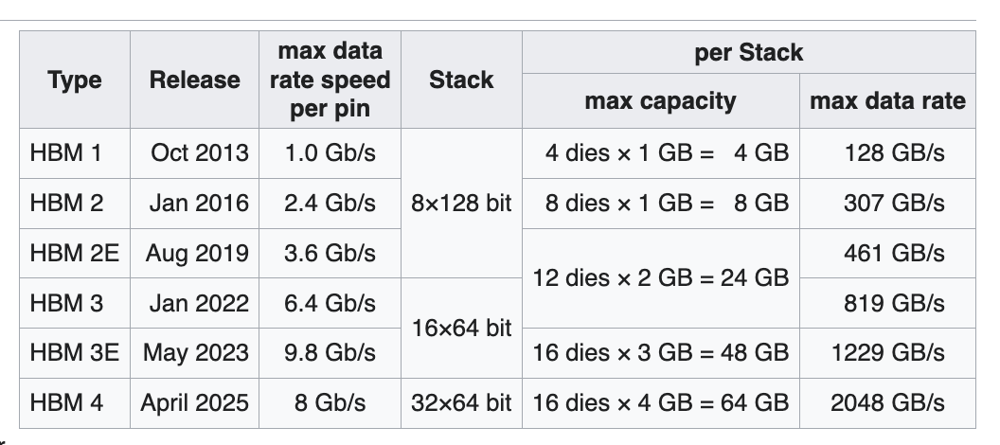 Type Release max data rate speed per pin Stack per Stack
max capacity max data rate
HBM 1 Oct 2013 1.0 Gb/s 8×128 bit 4 dies × 1 GB = 4 GB 128 GB/s
HBM 2 Jan 2016 2.4 Gb/s 8 dies × 1 GB = 8 GB 307 GB/s
HBM 2E Aug 2019 3.6 Gb/s 12 dies × 2 GB = 24 GB 461 GB/s
HBM 3 Jan 2022 6.4 Gb/s 16×64 bit 819 GB/s
HBM 3E May 2023 9.8 Gb/s 16 dies × 3 GB = 48 GB 1229 GB/s
HBM 4 April 2025 8 Gb/s 32×64 bit 16 dies × 4 GB = 64 GB 2048 GB/s